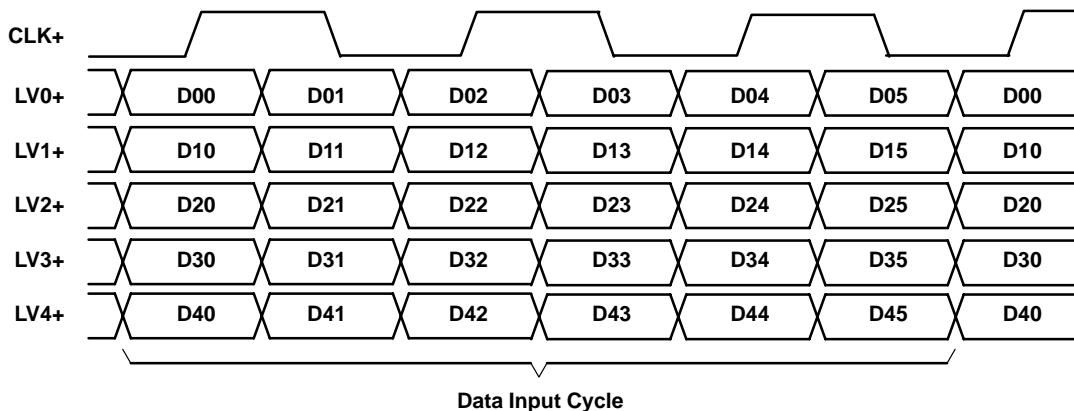 CLK+
LV0+ D00 D01 D02 D03 D04 D05 D00
LV1+ D10 D11 D12 D13 D14 D15 D10
LV2+ D20 D21 D22 D23 D24 D25 D20
LV3+ D30 D31 D32 D33 D34 D35 D30
LV4+ D40 D41 D42 D43 D44 D45 D40
Data Input Cycle